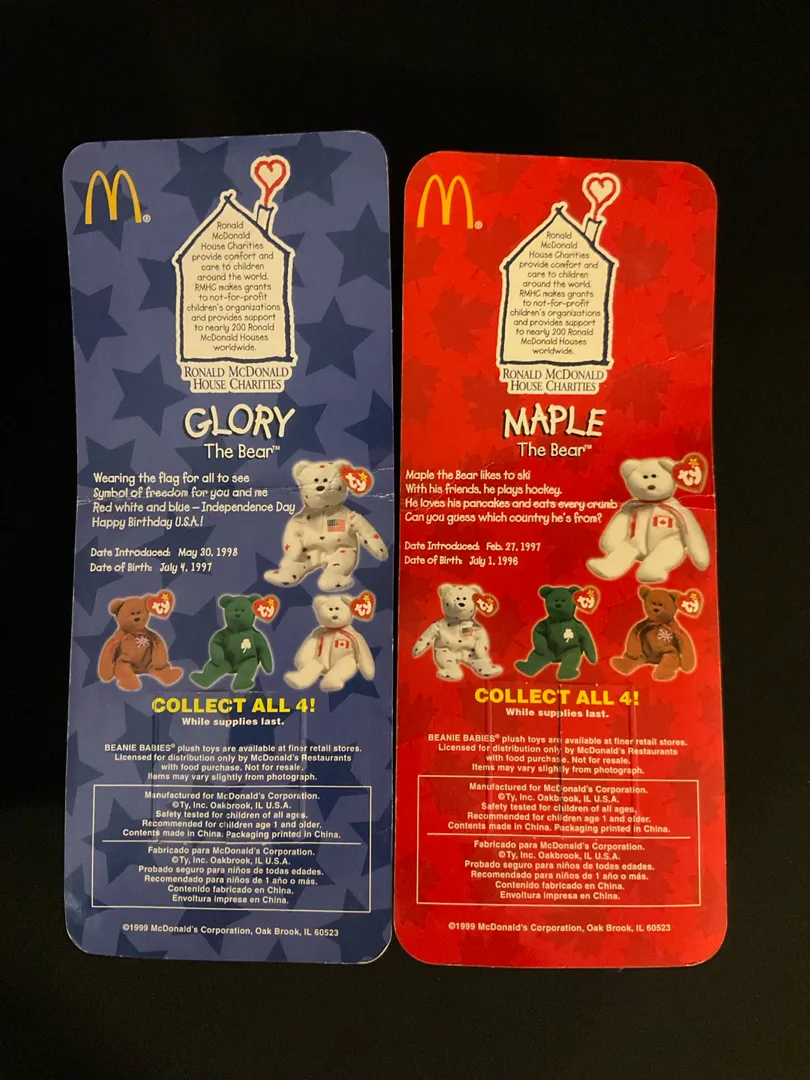 M®
Ronald
McDonald
House Charities
provide comfort and
care to children
around the world.
RMHC makes grants
to not-for-profit
children's organizations
and provides support
to nearly 200 Ronald
McDonald Houses
worldwide.
RONALD MCDONALD
HOUSE CHARITIES
GLORY
The Bear™
Wearing the flag for all to see
Symbol of freedom for you and me
Red white and blue – Independence Day
Happy Birthday U.S.A.!
Date Introduced: May 30, 1998
Date of Birth: July 4, 1997
ty
ty
ty
ty
COLLECT ALL 4!
While supplies last.
BEANIE BABIES® plush toys are available at finer retail stores.
Licensed for distribution only by McDonald's Restaurants
with food purchase. Not for resale.
Items may vary slightly from photograph.
Manufactured for McDonald's Corporation.
©Ty, Inc. Oakbrook, IL U.S.A.
Safety tested for children of all ages.
Recommended for children age 1 and older.
Contents made in China. Packaging printed in China.
Fabricado para McDonald's Corporation.
©Ty, Inc. Oakbrook, IL U.S.A.
Probado seguro para niños de todas edades.
Recomendado para niños de 1 año o más.
Contenido fabricado en China.
Envoltura impresa en China.
©1999 McDonald's Corporation, Oak Brook, IL 60523
M®
Ronald
McDonald
House Charities
provide comfort and
care to children
around the world.
RMHC makes grants
to not-for-profit
children's organizations
and provides support
to nearly 200 Ronald
McDonald Houses
worldwide.
RONALD MCDONALD
HOUSE CHARITIES
MAPLE
The Bear™
Maple the Bear likes to ski
With his friends, he plays hockey.
He loves his pancakes and eats every crumb
Can you guess which country he's from?
Date Introduced: Feb. 27, 1997
Date of Birth: July 1, 1996
ty
ty
ty
ty
COLLECT ALL 4!
While supplies last.
BEANIE BABIES® plush toys are available at finer retail stores.
Licensed for distribution only by McDonald's Restaurants
with food purchase. Not for resale.
Items may vary slightly from photograph.
Manufactured for McDonald's Corporation.
©Ty, Inc. Oakbrook, IL U.S.A.
Safety tested for children of all ages.
Recommended for children age 1 and older.
Contents made in China. Packaging printed in China.
Fabricado para McDonald's Corporation.
©Ty, Inc. Oakbrook, IL U.S.A.
Probado seguro para niños de todas edades.
Recomendado para niños de 1 año o más.
Contenido fabricado en China.
Envoltura impresa en China.
©1999 McDonald's Corporation, Oak Brook, IL 60523